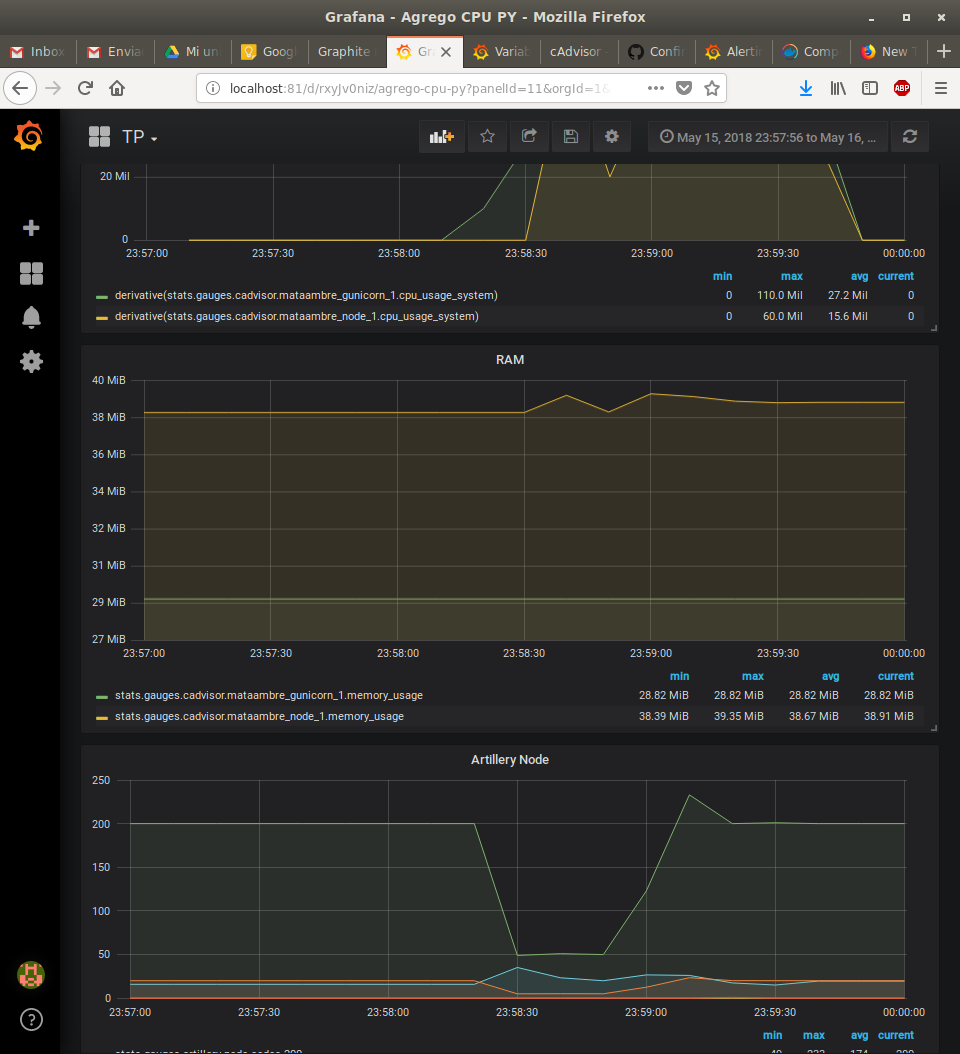 Grafana - Agrego CPU PY - Mozilla Firefox
Inbox Enviad Mi un Googl Graphite Gr Variab cAdvisor Confi Alertin Comp New T
localhost:81/d/rxyJv0niz/agrego-cpu-py?panelId=11&orgId=1& ABP
TP May 15, 2018 23:57:56 to May 16, ...
20 Mil
0
23:57:00 23:57:30 23:58:00 23:58:30 23:59:00 23:59:30 00:00:00
min max avg current
derivative(stats.gauges.cadvisor.mataambre_gunicorn_1.cpu_usage_system) 0 110.0 Mil 27.2 Mil 0
derivative(stats.gauges.cadvisor.mataambre_node_1.cpu_usage_system) 0 60.0 Mil 15.6 Mil 0
RAM
40 MiB
38 MiB
36 MiB
34 MiB
32 MiB
31 MiB
29 MiB
27 MiB
23:57:00 23:57:30 23:58:00 23:58:30 23:59:00 23:59:30 00:00:00
min max avg current
stats.gauges.cadvisor.mataambre_gunicorn_1.memory_usage 28.82 MiB 28.82 MiB 28.82 MiB 28.82 MiB
stats.gauges.cadvisor.mataambre_node_1.memory_usage 38.39 MiB 39.35 MiB 38.67 MiB 38.91 MiB
Artillery Node
250
200
150
100
50
0
23:57:00 23:57:30 23:58:00 23:58:30 23:59:00 23:59:30 00:00:00
min max avg current